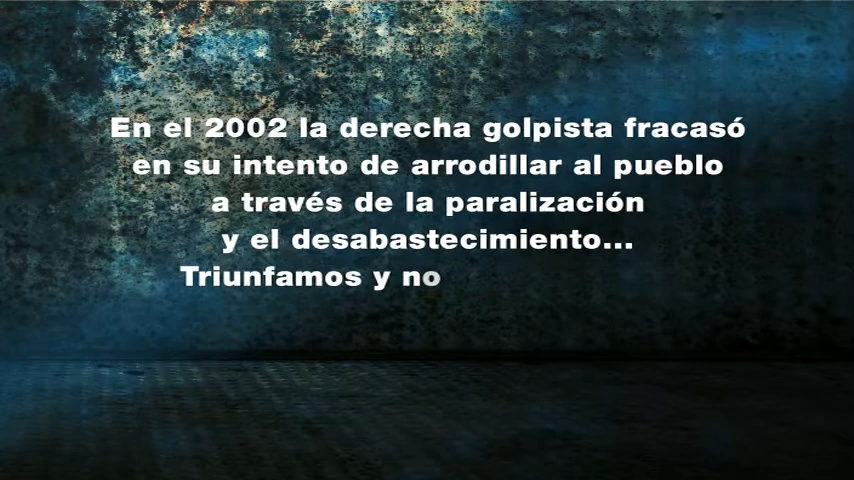 En el 2002 la derecha golpista fracasó
en su intento de arrodillar al pueblo
a través de la paralización
y el desabastecimiento...
Triunfamos y no